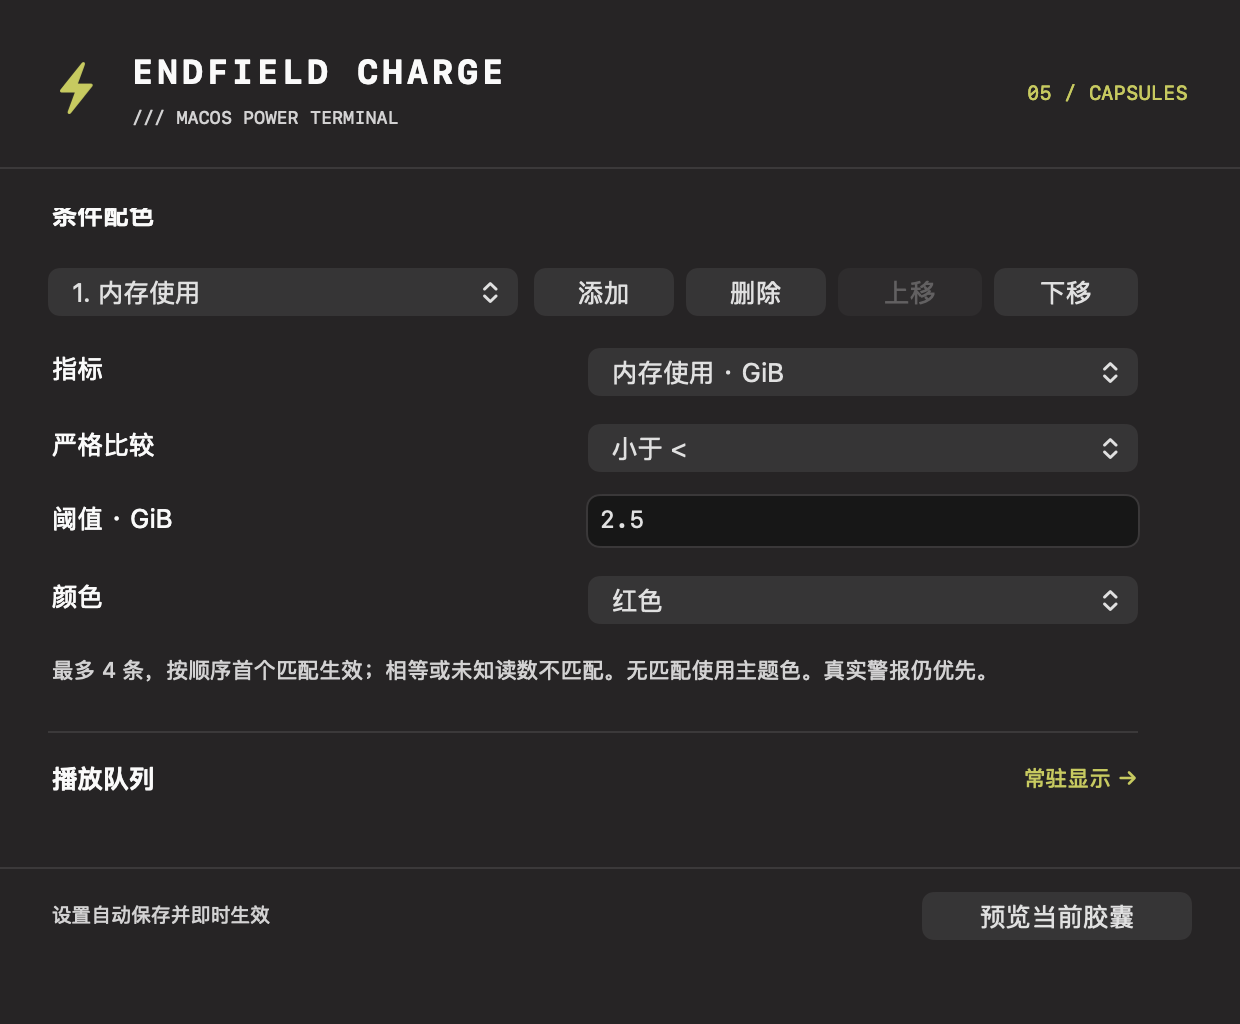 ENDFIELD CHARGE
/// MACOS POWER TERMINAL
05 / CAPSULES
条件配色
1. 内存使用
添加
删除
上移
下移
指标
内存使用 · GiB
严格比较
小于 <
阈值 · GiB
2.5
颜色
红色
最多 4 条，按顺序首个匹配生效；相等或未知读数不匹配。无匹配使用主题色。真实警报仍优先。
播放队列
常驻显示 →
设置自动保存并即时生效
预览当前胶囊